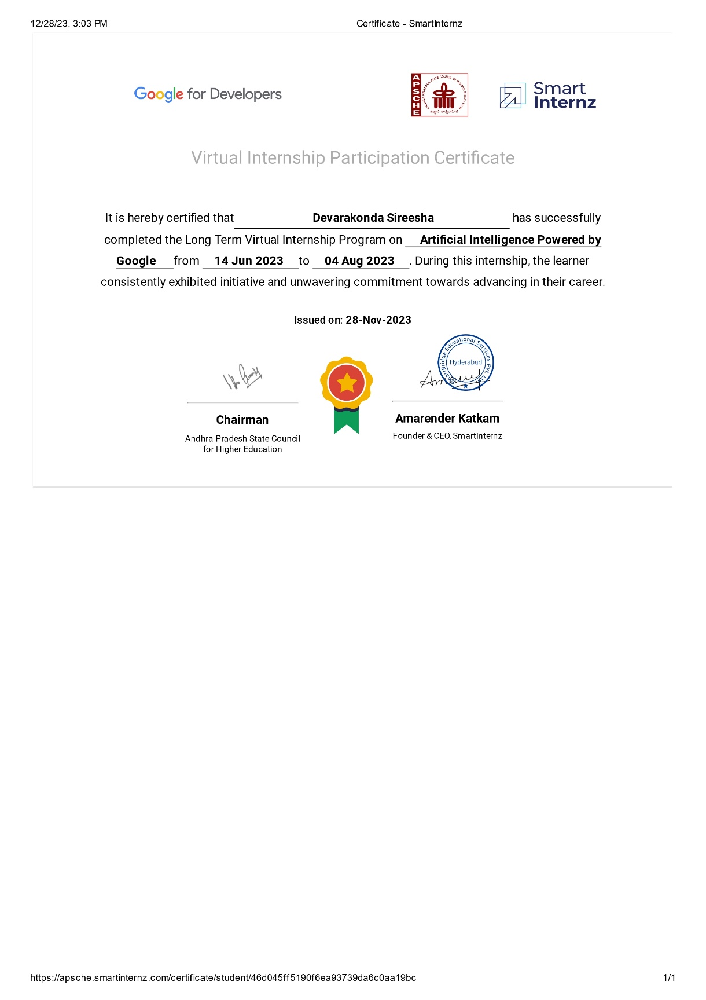 12/28/23, 3:03 PM
Certificate - SmartInternz
Google for Developers
APSCHE
ANDHRA PRADESH STATE COUNCIL OF HIGHER EDUCATION
Smart
Internz
Virtual Internship Participation Certificate
It is hereby certified that Devarakonda Sireesha has successfully
completed the Long Term Virtual Internship Program on Artificial Intelligence Powered by
Google from 14 Jun 2023 to 04 Aug 2023 . During this internship, the learner
consistently exhibited initiative and unwavering commitment towards advancing in their career.
Issued on: 28-Nov-2023
SmartBridge Educational Services Pvt. Ltd.
Hyderabad
Chairman
Andhra Pradesh State Council
for Higher Education
Amarender Katkam
Founder & CEO, SmartInternz
https://apsche.smartinternz.com/certificate/student/46d045ff5190f6ea93739da6c0aa19bc
1/1